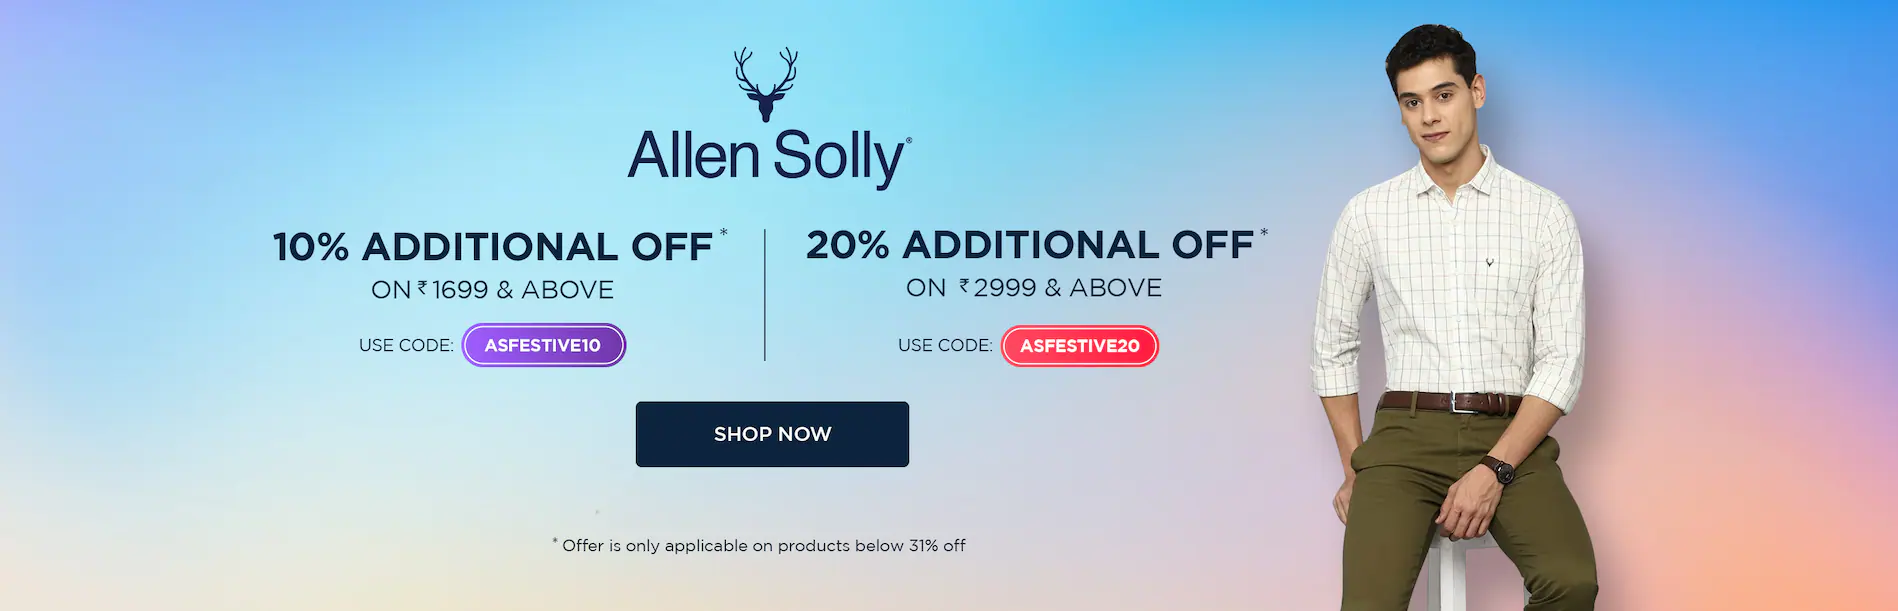 Allen Solly®
10% ADDITIONAL OFF*
ON ₹1699 & ABOVE
USE CODE: ASFESTIVE10
20% ADDITIONAL OFF*
ON ₹2999 & ABOVE
USE CODE: ASFESTIVE20
SHOP NOW
* Offer is only applicable on products below 31% off